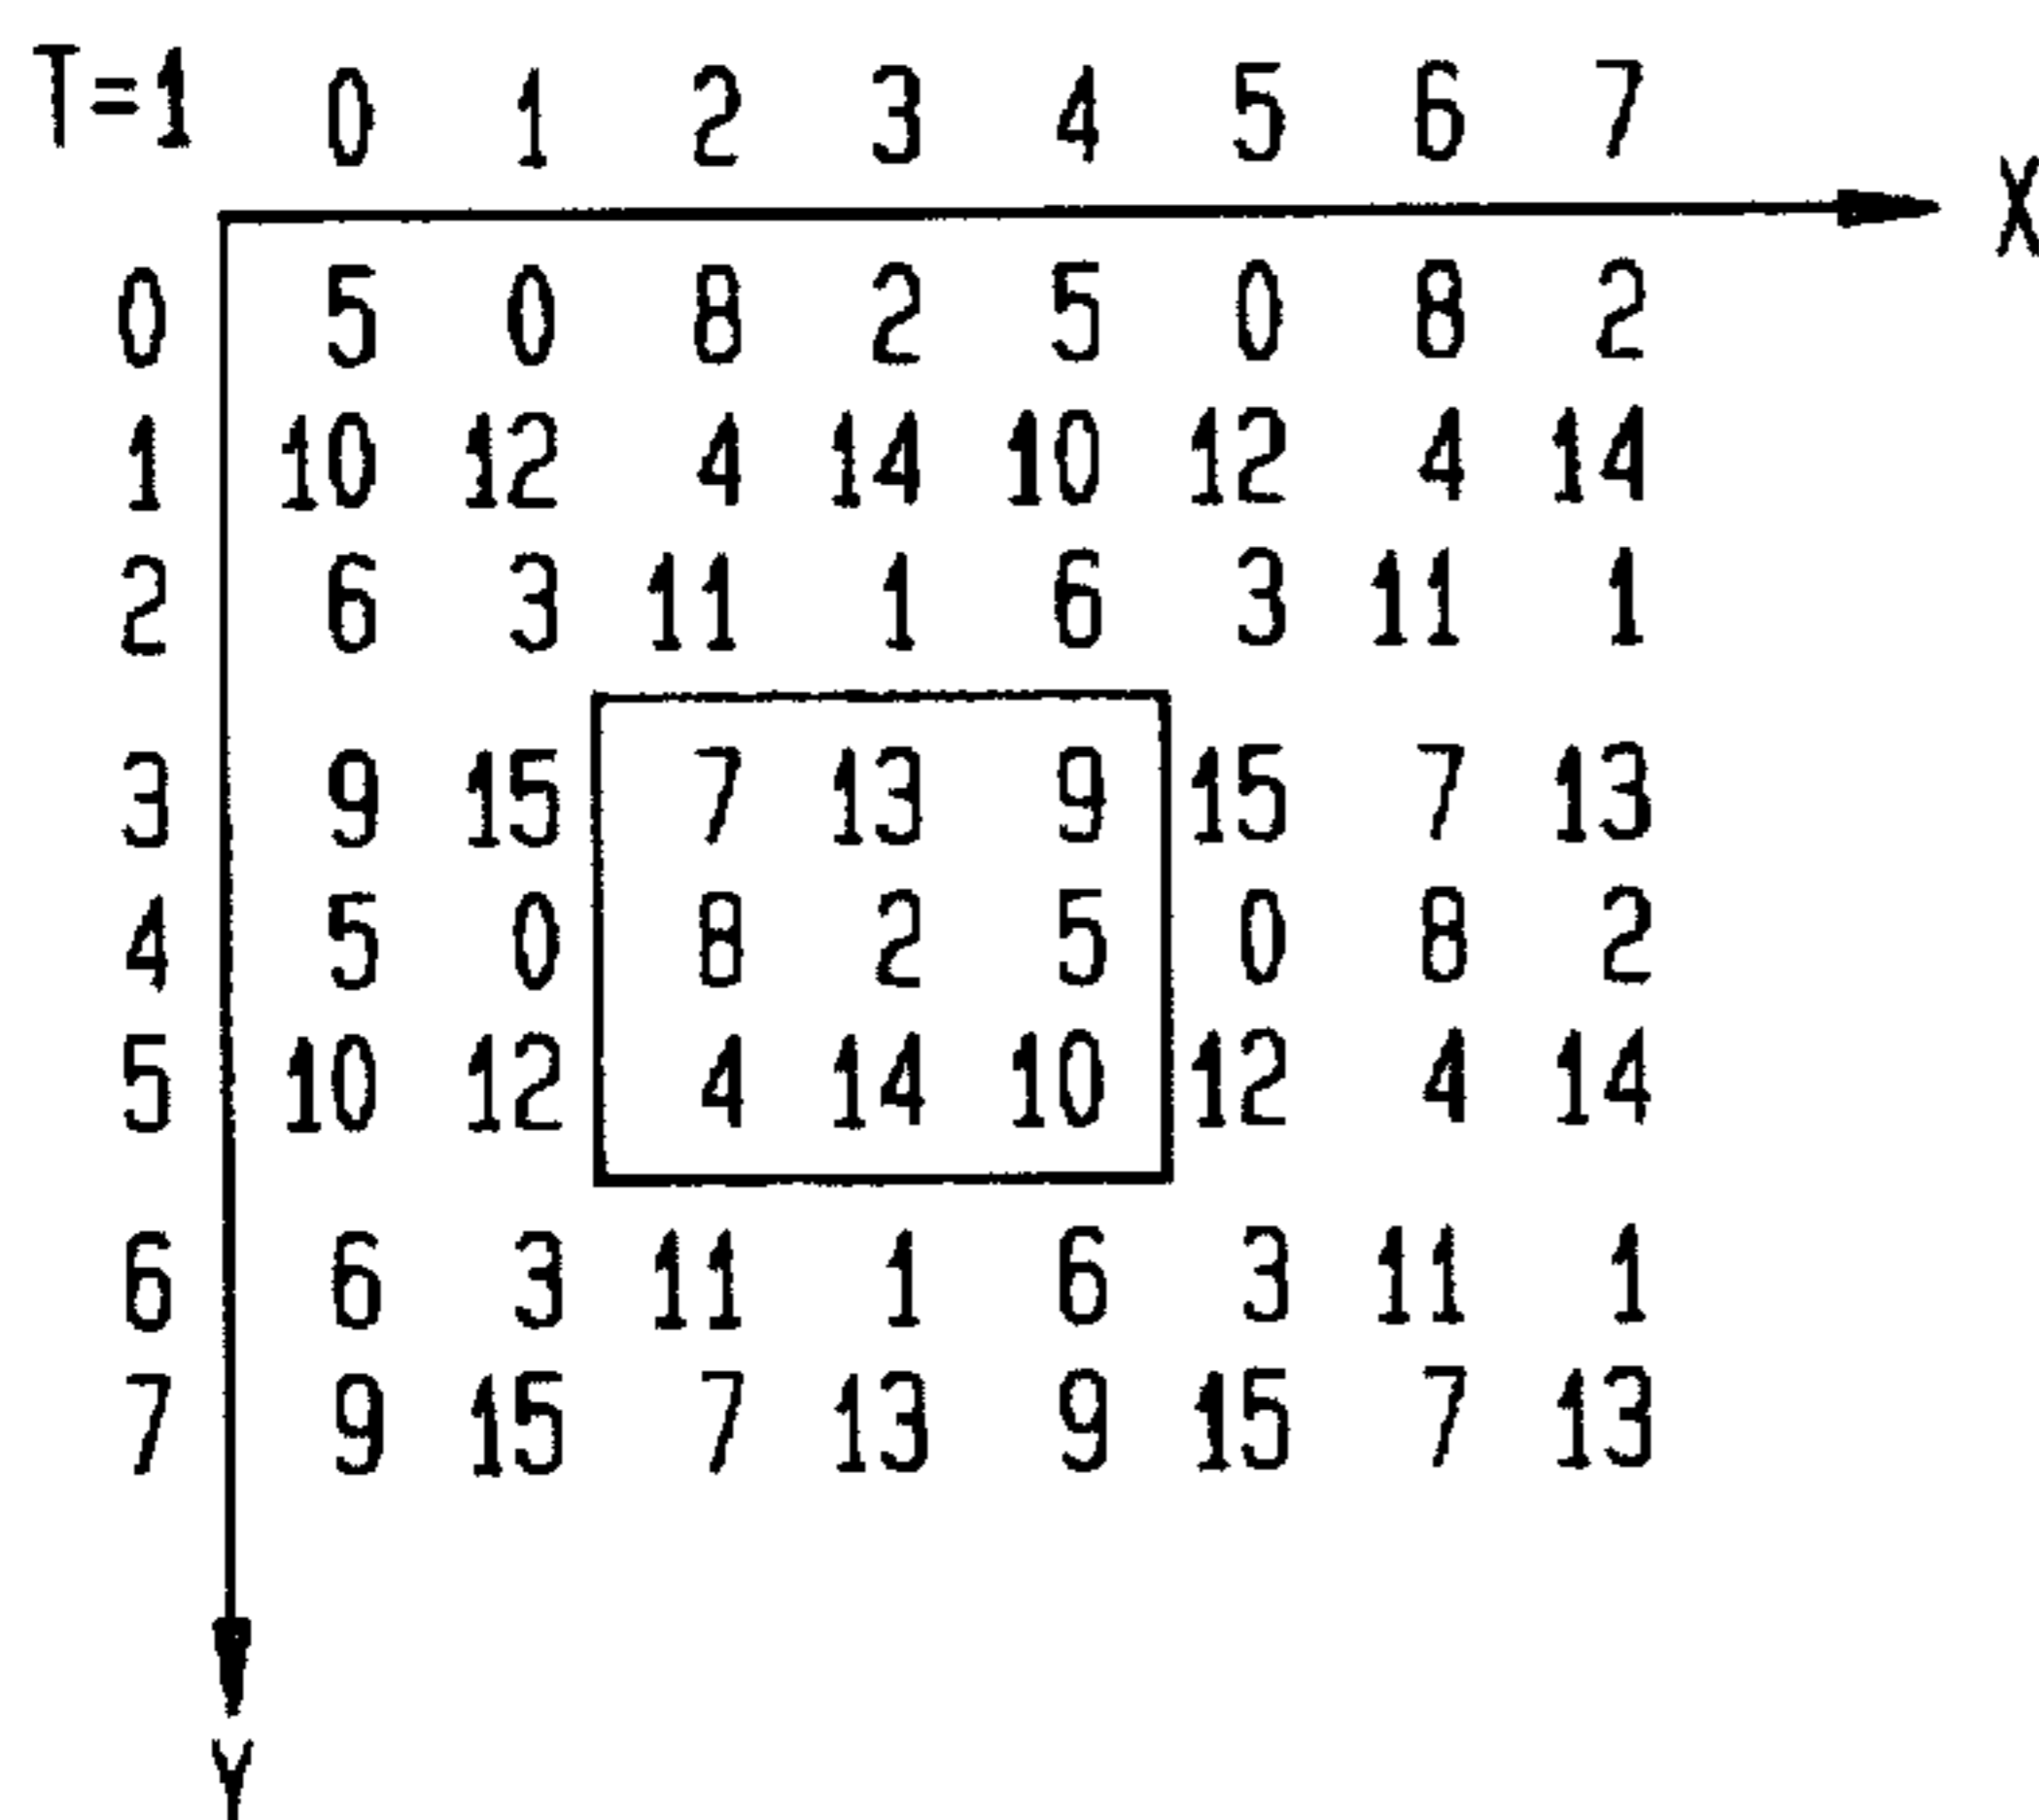 T=1 0 1 2 3 4 5 6 7
X
0 5 0 8 2 5 0 8 2
1 10 12 4 14 10 12 4 14
2 6 3 11 1 6 3 11 1
3 9 15 7 13 9 15 7 13
4 5 0 8 2 5 0 8 2
5 10 12 4 14 10 12 4 14
6 6 3 11 1 6 3 11 1
7 9 15 7 13 9 15 7 13
Y